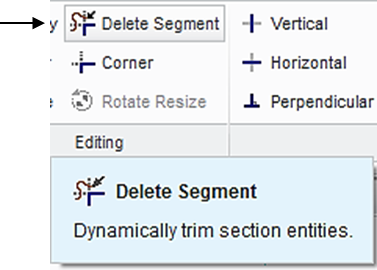 y Delete Segment Vertical
r Corner Horizontal
e Rotate Resize Perpendicular
Editing
Delete Segment
Dynamically trim section entities.